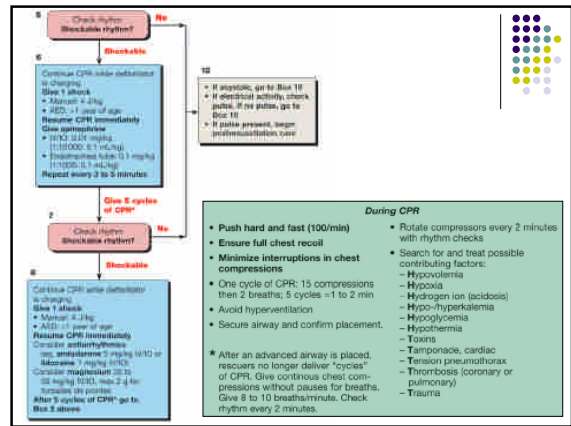 5
Check rhythm
Shockable rhythm?
No
Shockable
6
Continue CPR while defibrillator
is charging
Give 1 shock
• Manual: 4 J/kg
• AED: >1 year of age
Resume CPR immediately
Give epinephrine
• IV/IO: 0.01 mg/kg
(1:10000: 0.1 mL/kg)
• Endotracheal tube: 0.1 mg/kg
(1:1000: 0.1 mL/kg)
Repeat every 3 to 5 minutes
Give 5 cycles
of CPR*
7
No
Check rhythm
Shockable rhythm?
Shockable
8
Continue CPR while defibrillator
is charging
Give 1 shock
• Manual: 4 J/kg
• AED: >1 year of age
Resume CPR immediately
Consider antiarrhythmics
(eg, amiodarone 5 mg/kg IV/IO or
lidocaine 1 mg/kg IV/IO)
Consider magnesium 25 to
50 mg/kg IV/IO, max 2 g for
torsades de pointes
After 5 cycles of CPR* go to
Box 5 above
• If asystole, go to Box 10
• If electrical activity, check
pulse. If no pulse, go to
Box 10
• If pulse present, begin
postresuscitation care
During CPR
• Push hard and fast (100/min)
• Ensure full chest recoil
• Minimize interruptions in chest
compressions
• One cycle of CPR: 15 compressions
then 2 breaths; 5 cycles ≈1 to 2 min
• Avoid hyperventilation
• Secure airway and confirm placement.
* After an advanced airway is placed,
rescuers no longer deliver "cycles"
of CPR. Give continous chest com-
pressions without pauses for breaths.
Give 8 to 10 breaths/minute. Check
rhythm every 2 minutes.
• Rotate compressors every 2 minutes
with rhythm checks
• Search for and treat possible
contributing factors:
– Hypovolemia
– Hypoxia
– Hydrogen ion (acidosis)
– Hypo-/hyperkalemia
– Hypoglycemia
– Hypothermia
– Toxins
– Tamponade, cardiac
– Tension pneumothorax
– Thrombosis (coronary or
pulmonary)
– Trauma